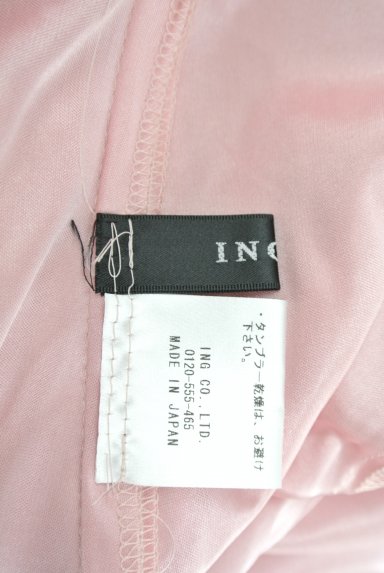 ING
・タンブラー乾燥は、お避け
下さい。
ING CO.,LTD.
0120-555-465
MADE IN JAPAN